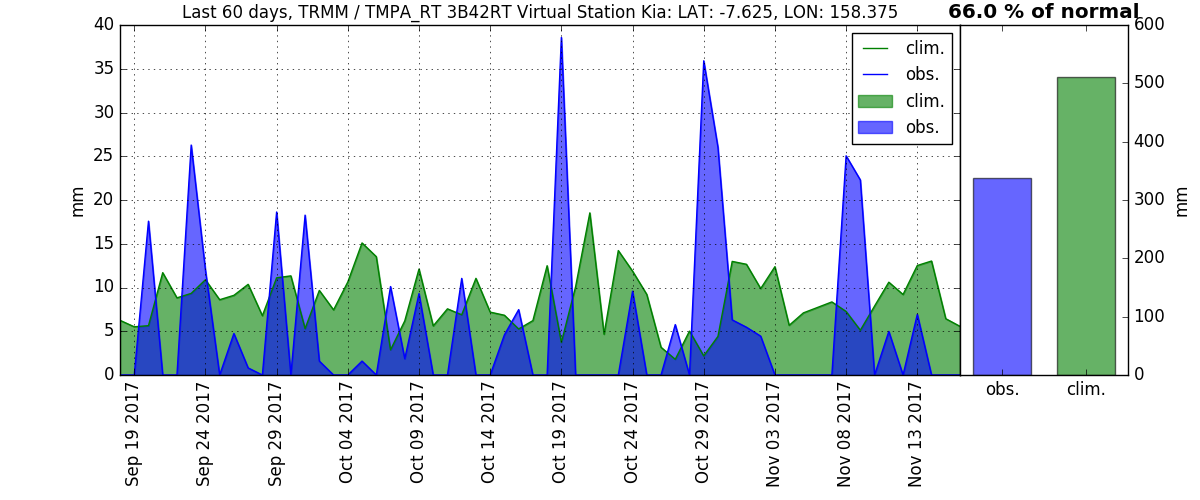 Last 60 days, TRMM / TMPA_RT 3B42RT Virtual Station Kia: LAT: -7.625, LON: 158.375
66.0 % of normal
40
35
30
25
20
15
10
5
0
mm
clim.
obs.
clim.
obs.
600
500
400
300
200
100
0
mm
obs.
clim.
Sep 19 2017
Sep 24 2017
Sep 29 2017
Oct 04 2017
Oct 09 2017
Oct 14 2017
Oct 19 2017
Oct 24 2017
Oct 29 2017
Nov 03 2017
Nov 08 2017
Nov 13 2017